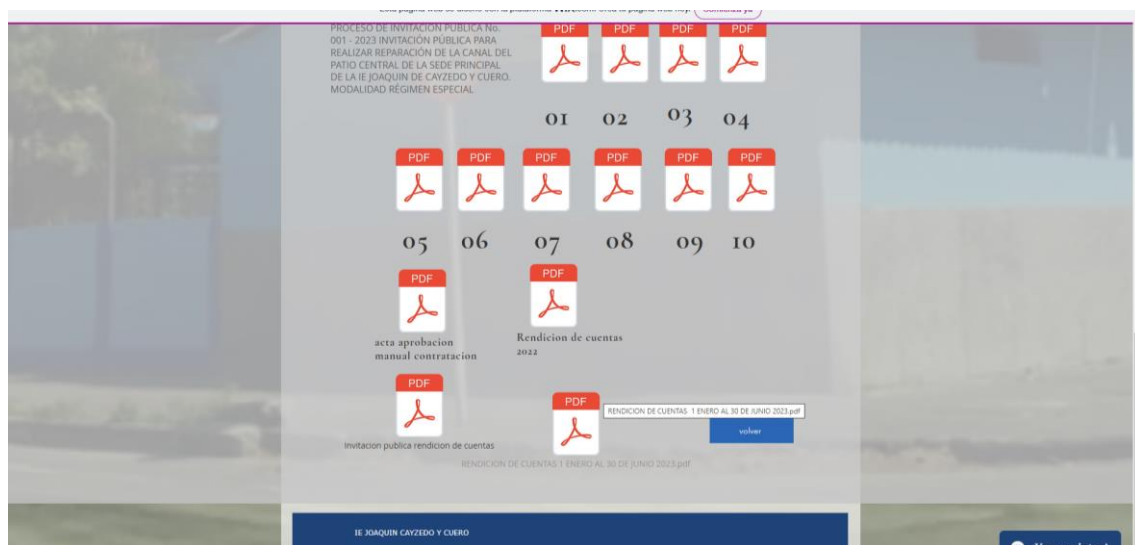 PROCESO DE INVITACION PUBLICA No.
001 - 2023 INVITACIÓN PÚBLICA PARA
REALIZAR REPARACIÓN DE LA CANAL DEL
PATIO CENTRAL DE LA SEDE PRINCIPAL
DE LA IE JOAQUIN DE CAYZEDO Y CUERO.
MODALIDAD RÉGIMEN ESPECIAL.
PDF PDF PDF PDF
01 02 03 04
PDF PDF PDF PDF PDF PDF
05 06 07 08 09 10
PDF
acta aprobacion
manual contratacion
PDF
Rendicion de cuentas
2022
PDF
Invitacion publica rendicion de cuentas
PDF
RENDICION DE CUENTAS 1 ENERO AL 30 DE JUNIO 2023.pdf
volver
RENDICION DE CUENTAS 1 ENERO AL 30 DE JUNIO 2023.pdf
IE JOAQUIN CAYZEDO Y CUERO